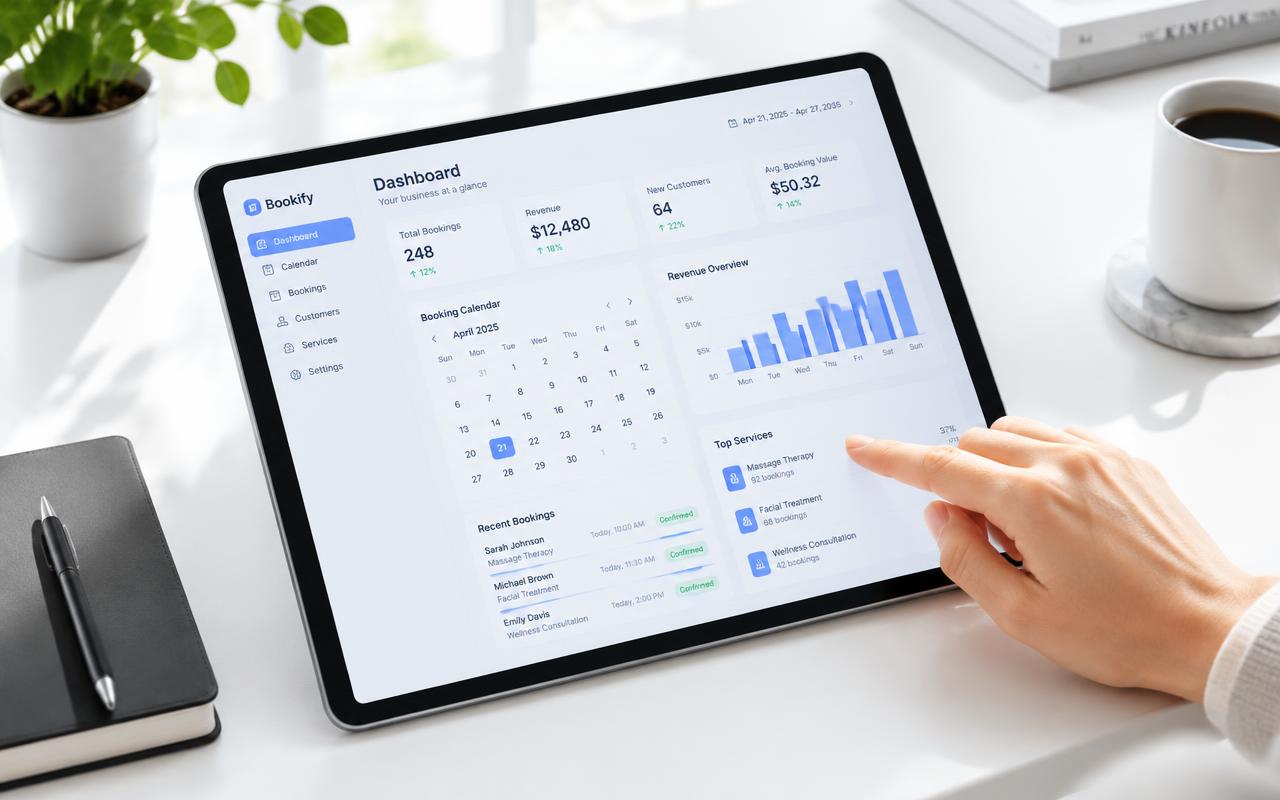 KINFOLK
Apr 21, 2025 - Apr 27, 2035
Bookify
Dashboard
Calendar
Bookings
Customers
Services
Settings
Dashboard
Your business at a glance
Total Bookings
248
↑ 12%
Revenue
$12,480
↑ 18%
New Customers
64
↑ 22%
Avg. Booking Value
$50.32
↑ 14%
Booking Calendar
April 2025
Sun Mon Tue Wed Thu Fri Sat
30 31 1 2 3 4 5
6 7 8 9 10 11 12
13 14 15 16 17 18 19
20 21 22 23 24 25 26
27 28 29 30 1 2 3
Revenue Overview
$15k
$10k
$5k
$0
Mon Tue Wed Thu Fri Sat Sun
Recent Bookings
Sarah Johnson
Massage Therapy
Today, 10:00 AM
Confirmed
Michael Brown
Facial Treatment
Today, 11:30 AM
Confirmed
Emily Davis
Wellness Consultation
Teday, 2:00 PM
Confirmed
Top Services
37%
Massage Therapy
92 bookings
Facial Treatment
68 bookings
Wellness Consultation
42 bookings